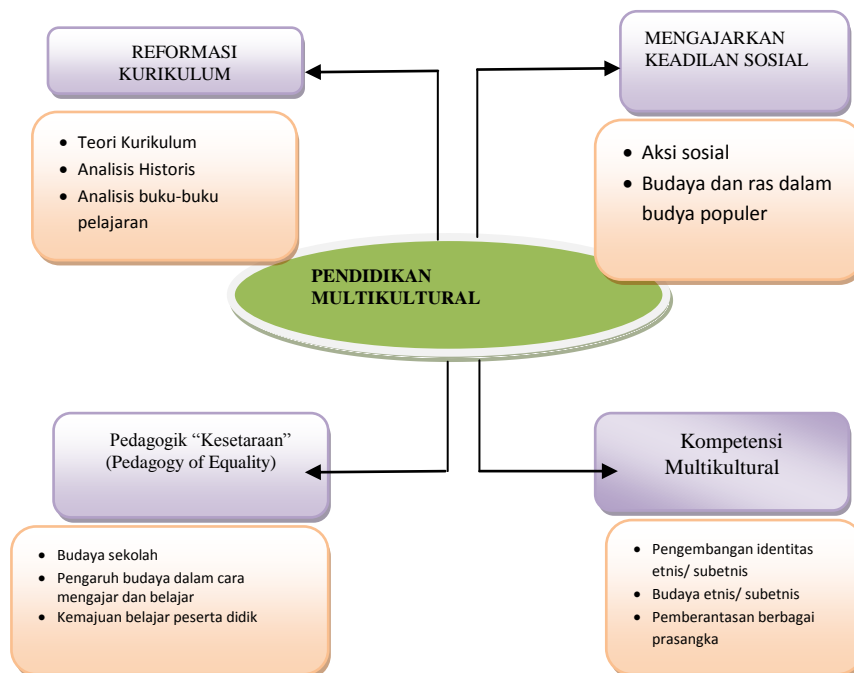 REFORMASI
KURIKULUM
• Teori Kurikulum
• Analisis Historis
• Analisis buku-buku
pelajaran
MENGAJARKAN
KEADILAN SOSIAL
• Aksi sosial
• Budaya dan ras dalam
budya populer
PENDIDIKAN
MULTIKULTURAL
Pedagogik “Kesetaraan”
(Pedagogy of Equality)
• Budaya sekolah
• Pengaruh budaya dalam cara
mengajar dan belajar
• Kemajuan belajar peserta didik
Kompetensi
Multikultural
• Pengembangan identitas
etnis/ subetnis
• Budaya etnis/ subetnis
• Pemberantasan berbagai
prasangka